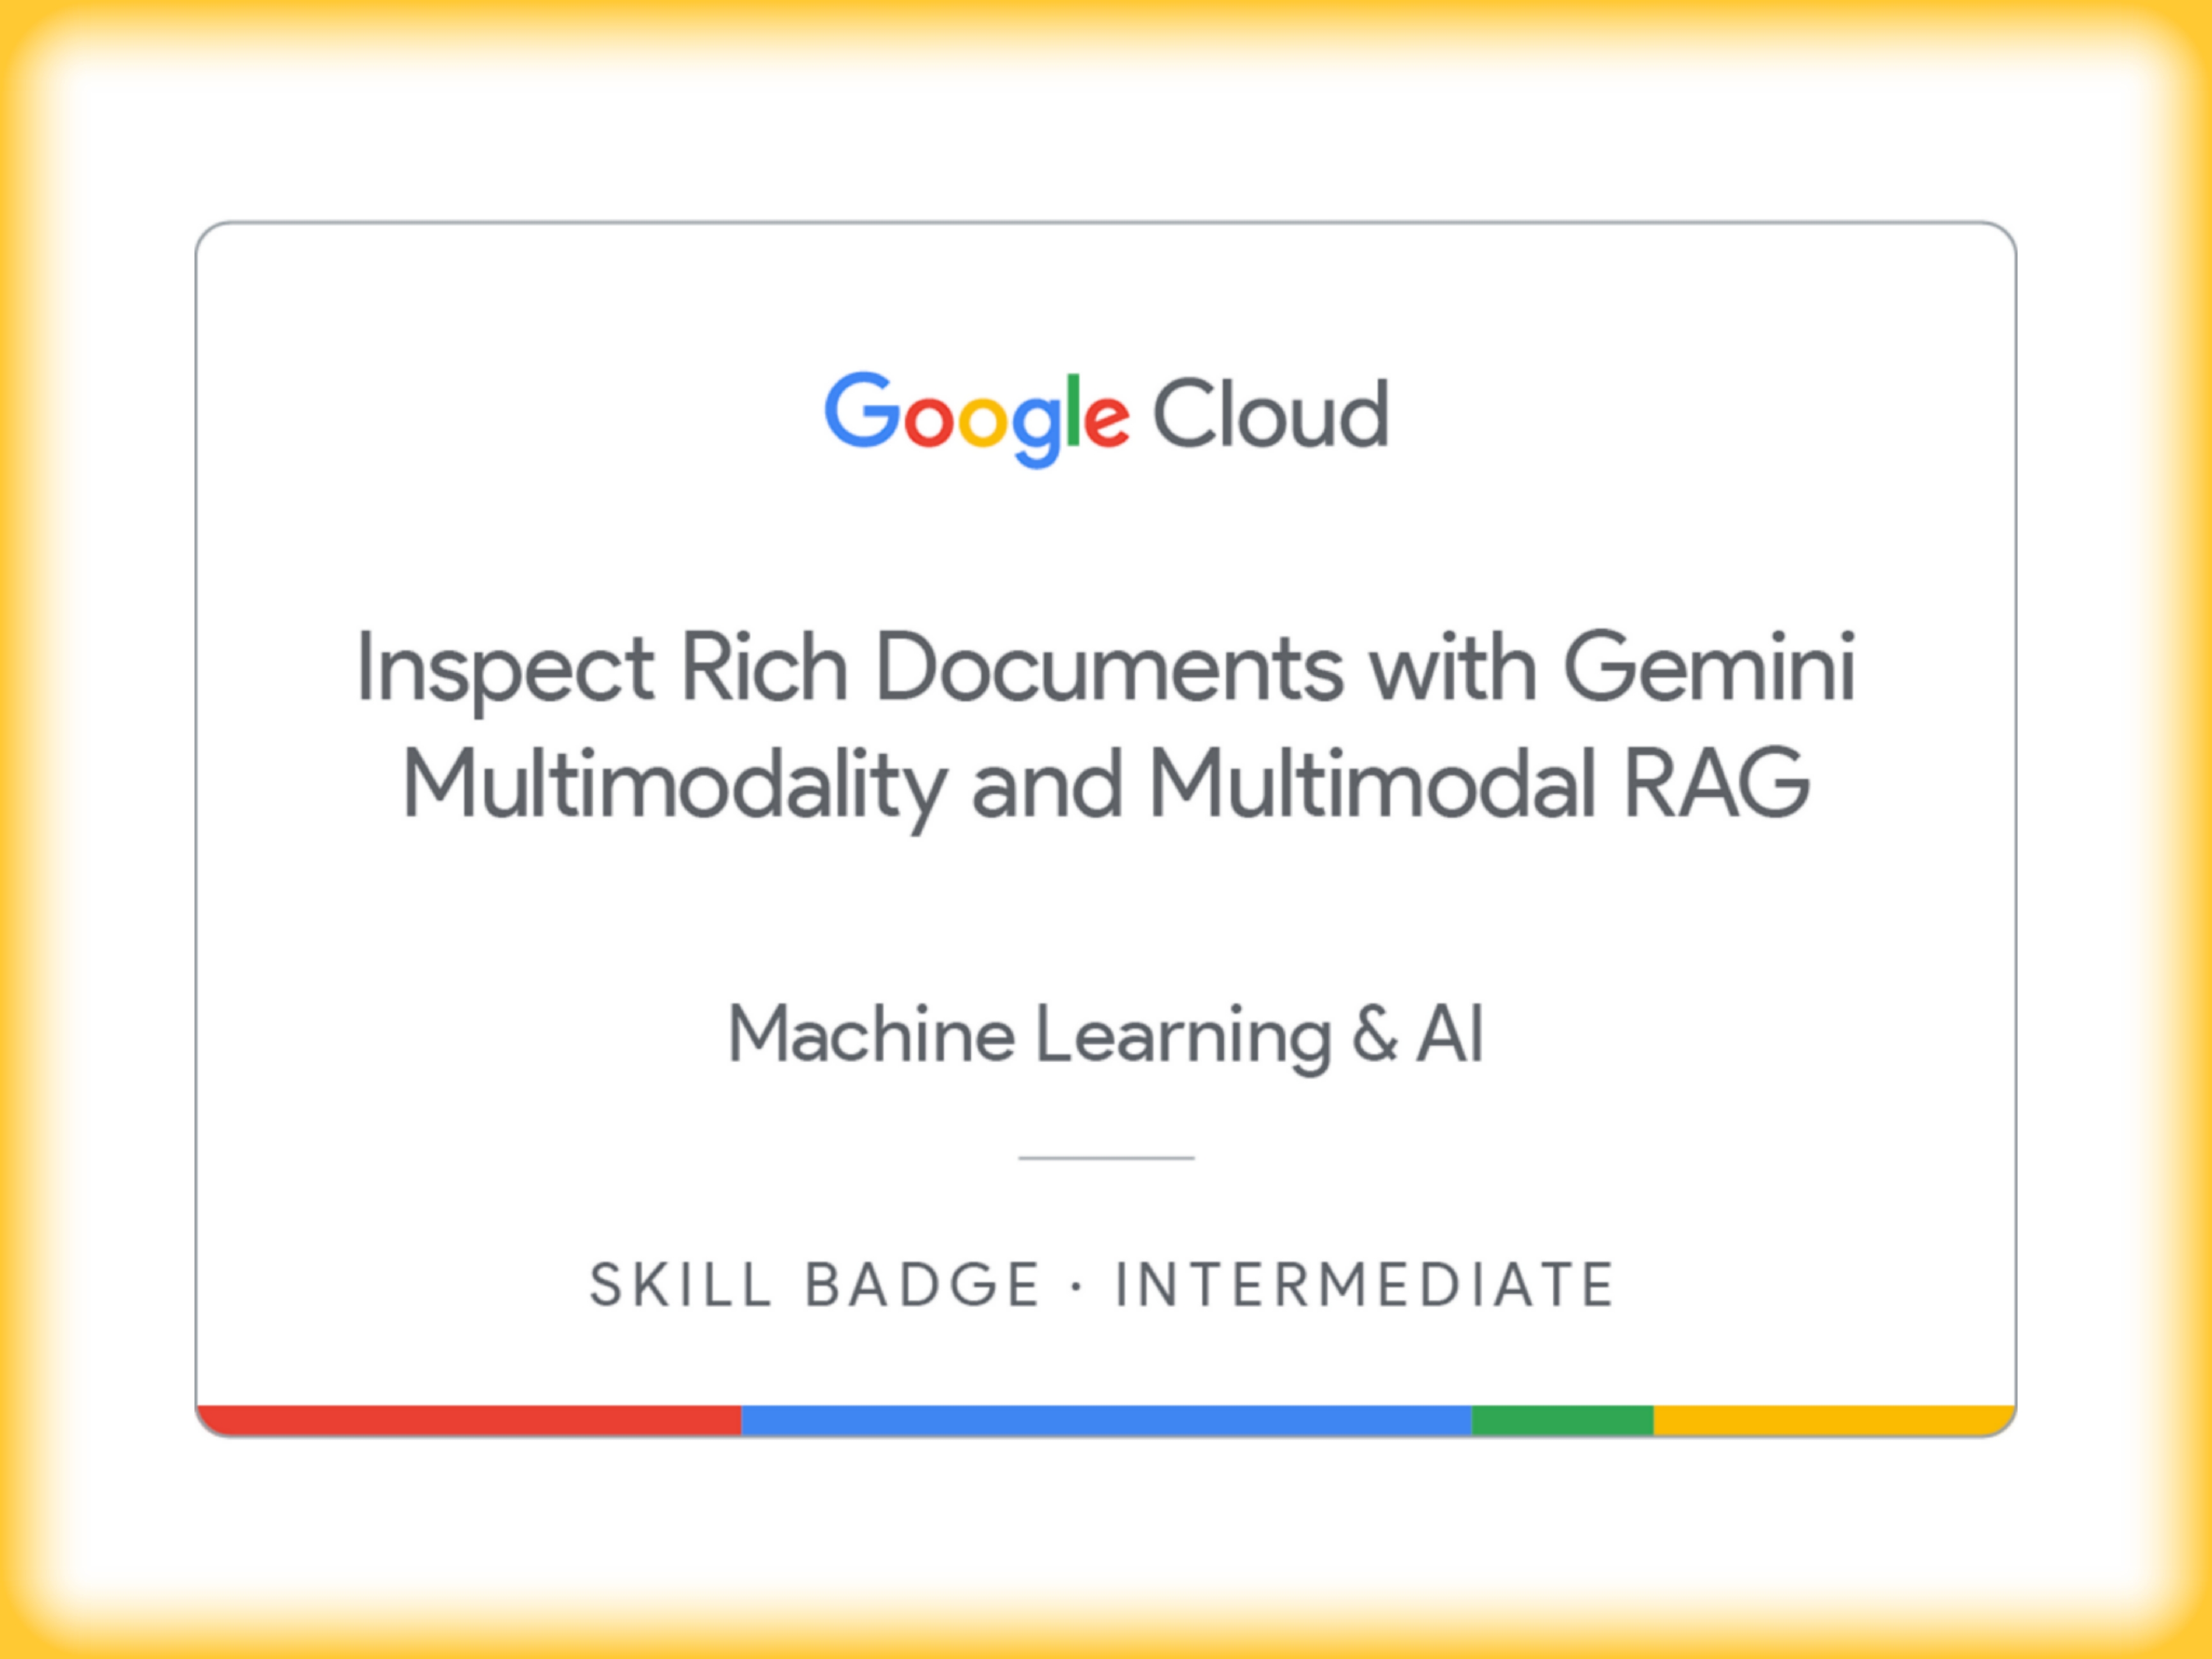 Google Cloud
Inspect Rich Documents with Gemini
Multimodality and Multimodal RAG
Machine Learning & AI
SKILL BADGE · INTERMEDIATE